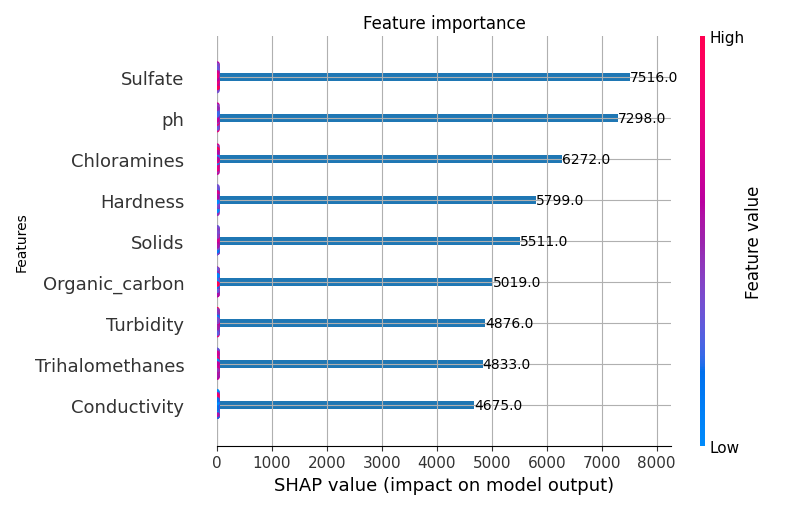 Feature importance
High
Sulfate
7516.0
ph
7298.0
Chloramines
6272.0
Hardness
5799.0
Solids
5511.0
Organic_carbon
5019.0
Turbidity
4876.0
Trihalomethanes
4833.0
Conductivity
4675.0
Features
Feature value
Low
0 1000 2000 3000 4000 5000 6000 7000 8000
SHAP value (impact on model output)